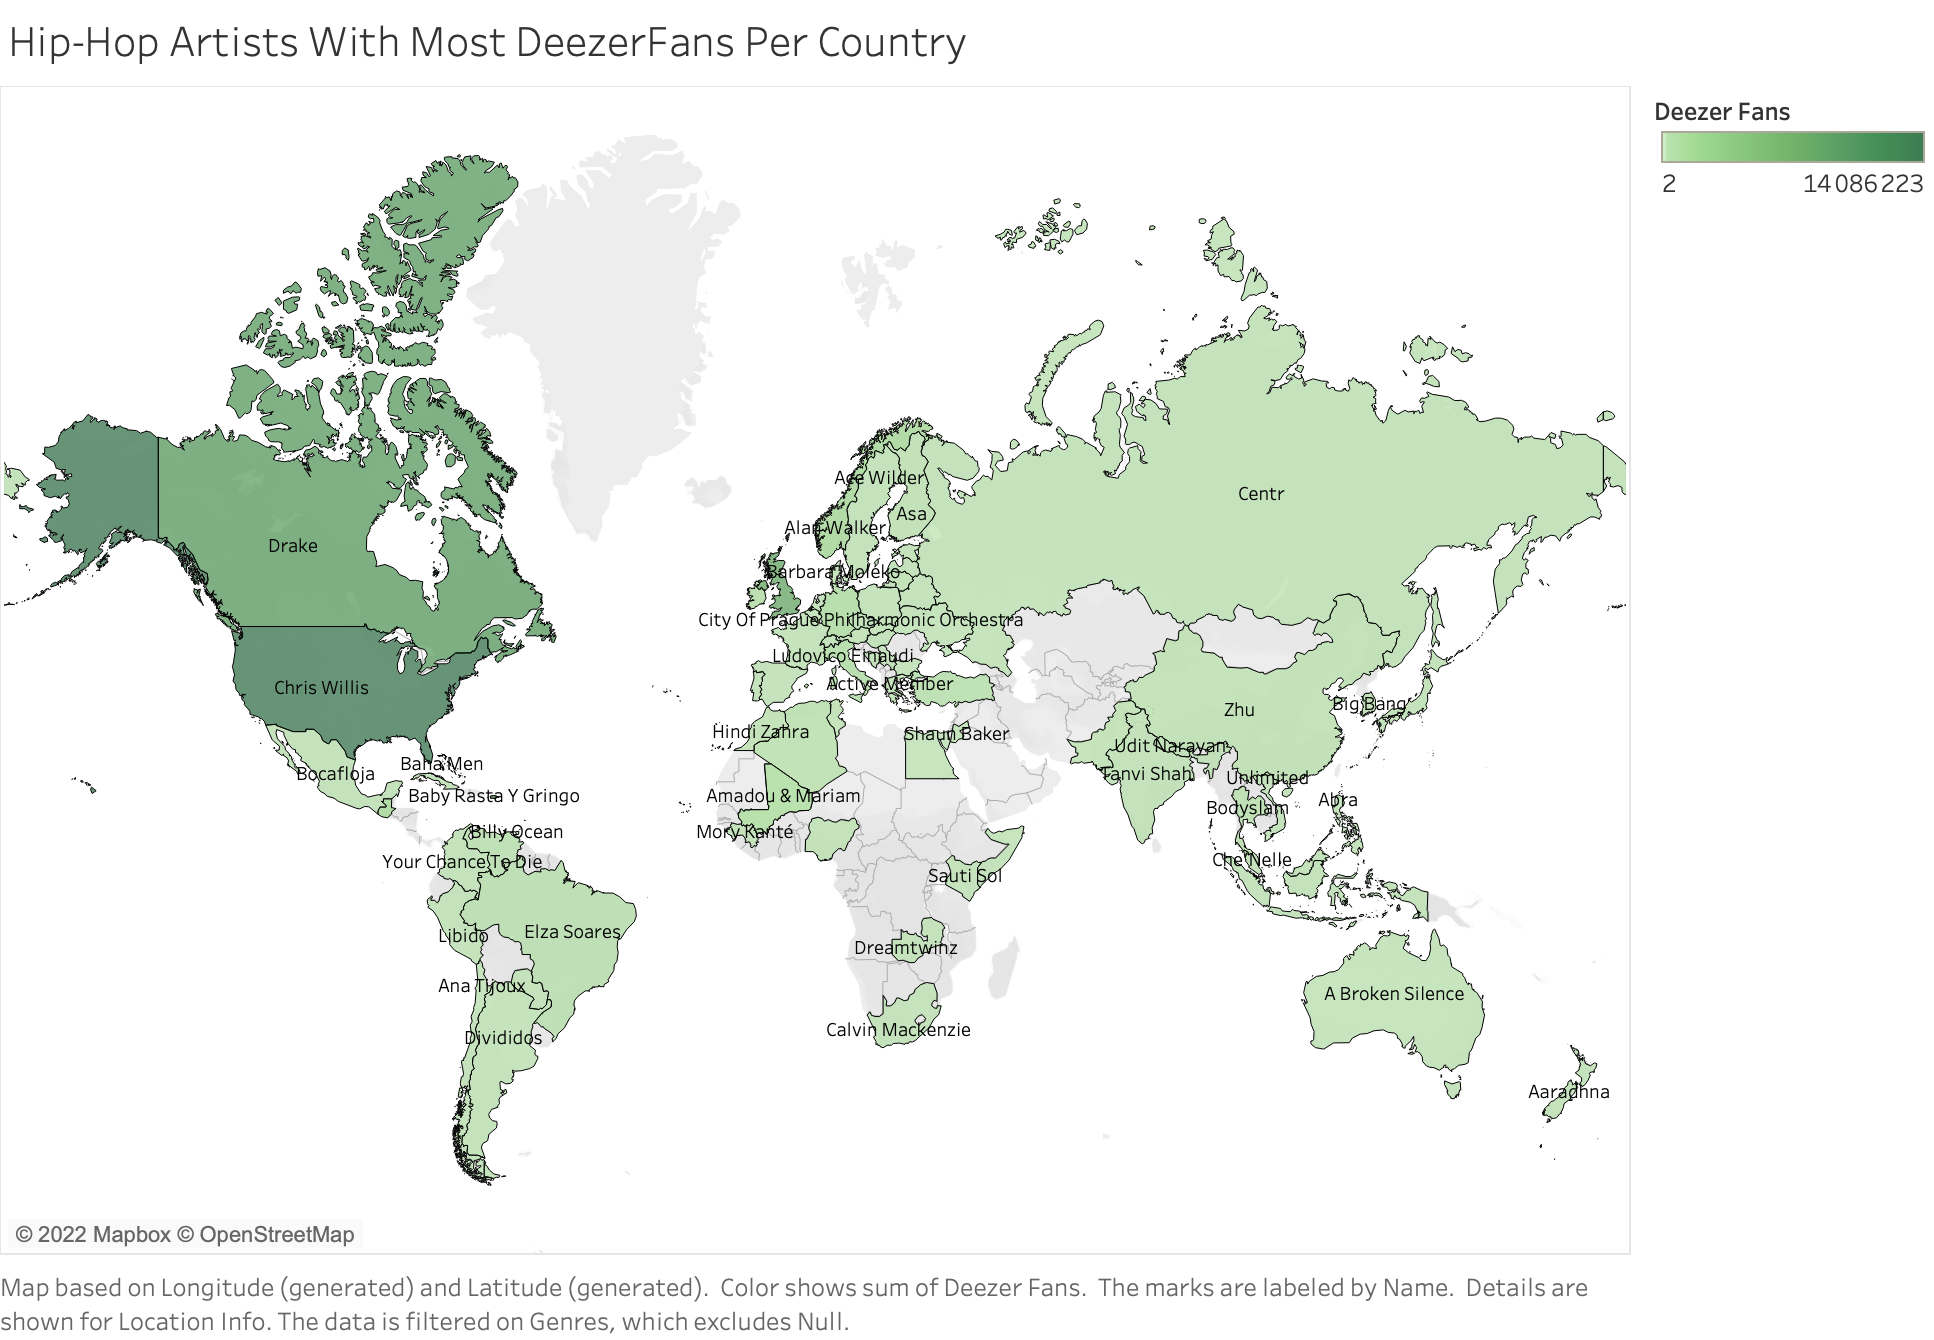 Hip-Hop Artists With Most DeezerFans Per Country
Deezer Fans
2
14 086 223
Ace Wilder
Centr
Asa
Alan Walker
Drake
Barbara Moleko
City Of Prague Philharmonic Orchestra
Ludovico Einaudi
Active Member
Chris Willis
Big Bang
Zhu
Hindi Zahra
Shaun Baker
Udit Narayan
Baha Men
Bocafloja
Tanvi Shah
Unlimited
Baby Rasta Y Gringo
Amadou & Mariam
Abra
Bodyslam
Billy Ocean
Mory Kanté
Your Chance To Die
Che'Nelle
Sauti Sol
Elza Soares
Libido
Dreamtwinz
Ana Tijoux
A Broken Silence
Calvin Mackenzie
Divididos
Aaradhna
© 2022 Mapbox © OpenStreetMap
Map based on Longitude (generated) and Latitude (generated).  Color shows sum of Deezer Fans.  The marks are labeled by Name.  Details are
shown for Location Info. The data is filtered on Genres, which excludes Null.